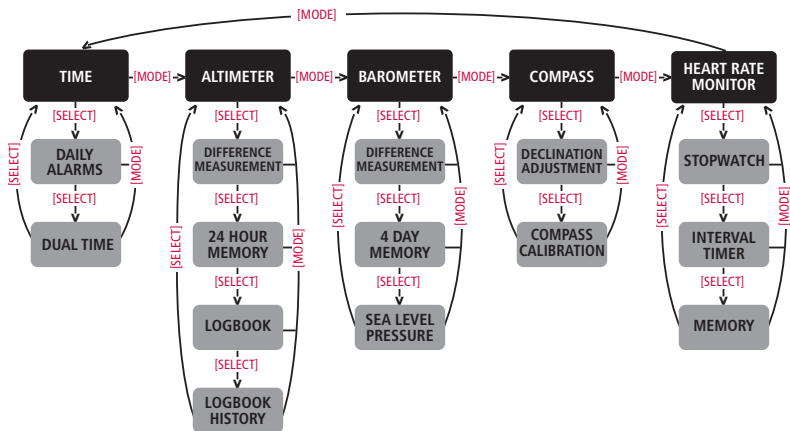 [MODE]
TIME
[MODE]
ALTIMETER
[MODE]
BAROMETER
[MODE]
COMPASS
[MODE]
HEART RATE
MONITOR
[SELECT]
[SELECT]
[SELECT]
[SELECT]
[SELECT]
DAILY
ALARMS
DIFFERENCE
MEASUREMENT
DIFFERENCE
MEASUREMENT
DECLINATION
ADJUSTMENT
STOPWATCH
[SELECT]
[MODE]
[SELECT]
[MODE]
[SELECT]
[MODE]
[SELECT]
[MODE]
[SELECT]
[MODE]
[SELECT]
[SELECT]
[SELECT]
[SELECT]
[SELECT]
DUAL TIME
24 HOUR
MEMORY
4 DAY
MEMORY
COMPASS
CALIBRATION
INTERVAL
TIMER
[SELECT]
[SELECT]
[SELECT]
LOGBOOK
SEA LEVEL
PRESSURE
MEMORY
[SELECT]
LOGBOOK
HISTORY